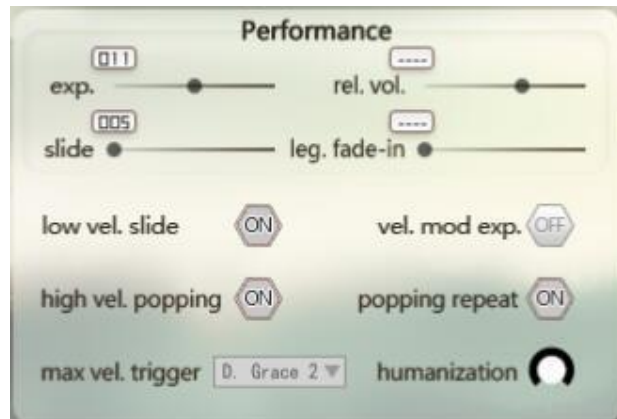 Performance
011 ----
exp. rel. vol.
005 ----
slide leg. fade-in
low vel. slide ON vel. mod exp. OFF
high vel. popping ON popping repeat ON
max vel. trigger D. Grace 2 humanization